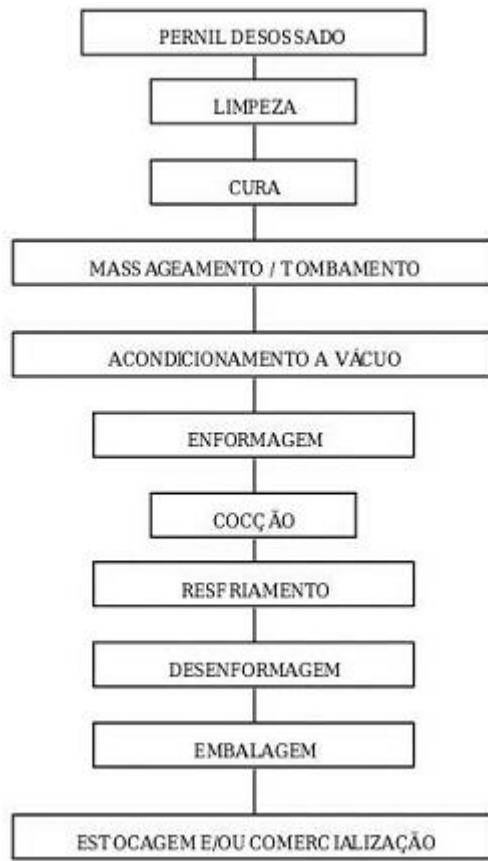 PERNIL DESOSSADO
LIMPEZA
CURA
MASSAGEAMENTO / TOMBAMENTO
ACONDICIONAMENTO A VÁCUO
ENFORMAGEM
COCÇÃO
RESFRIAMENTO
DESENFORMAGEM
EMBALAGEM
ESTOCAGEM E/OU COMERCIALIZAÇÃO